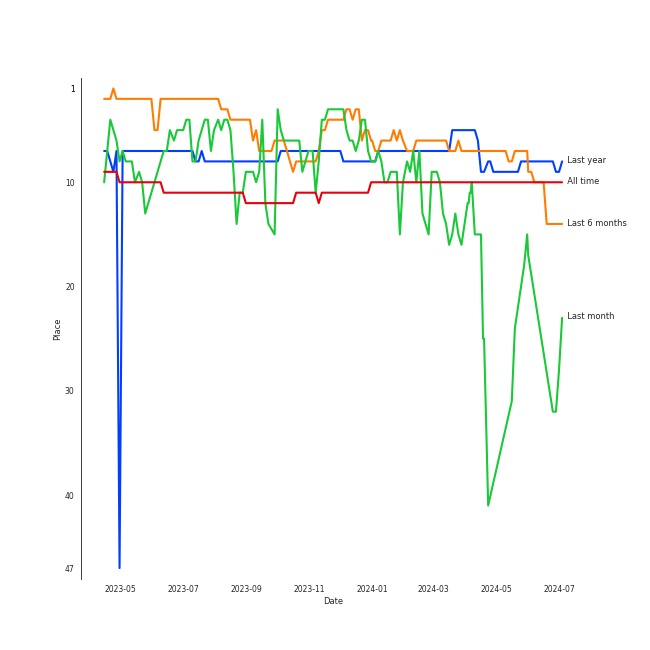 1
10
20
30
40
47
Place
2023-05 2023-07 2023-09 2023-11 2024-01 2024-03 2024-05 2024-07
Date
Last year
All time
Last 6 months
Last month